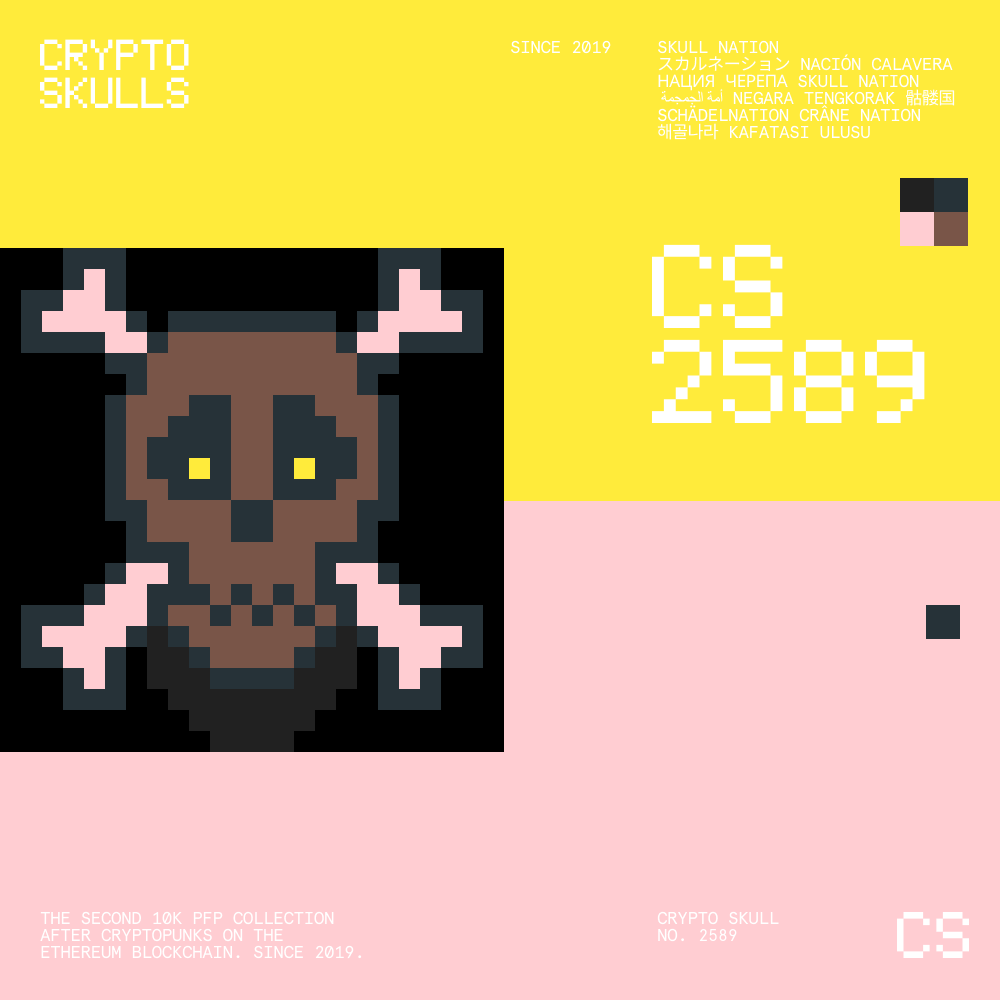 CRYPTO
SKULLS
SINCE 2019
SKULL NATION
スカルネーション NACIÓN CALAVERA
НАЦИЯ ЧЕРЕПА SKULL NATION
أمة الجمجمة NEGARA TENGKORAK 骷髅国
SCHÄDELNATION CRÂNE NATION
해골나라 KAFATASI ULUSU
CS
2589
THE SECOND 10K PFP COLLECTION
AFTER CRYPTOPUNKS ON THE
ETHEREUM BLOCKCHAIN. SINCE 2019.
CRYPTO SKULL
NO. 2589
CS